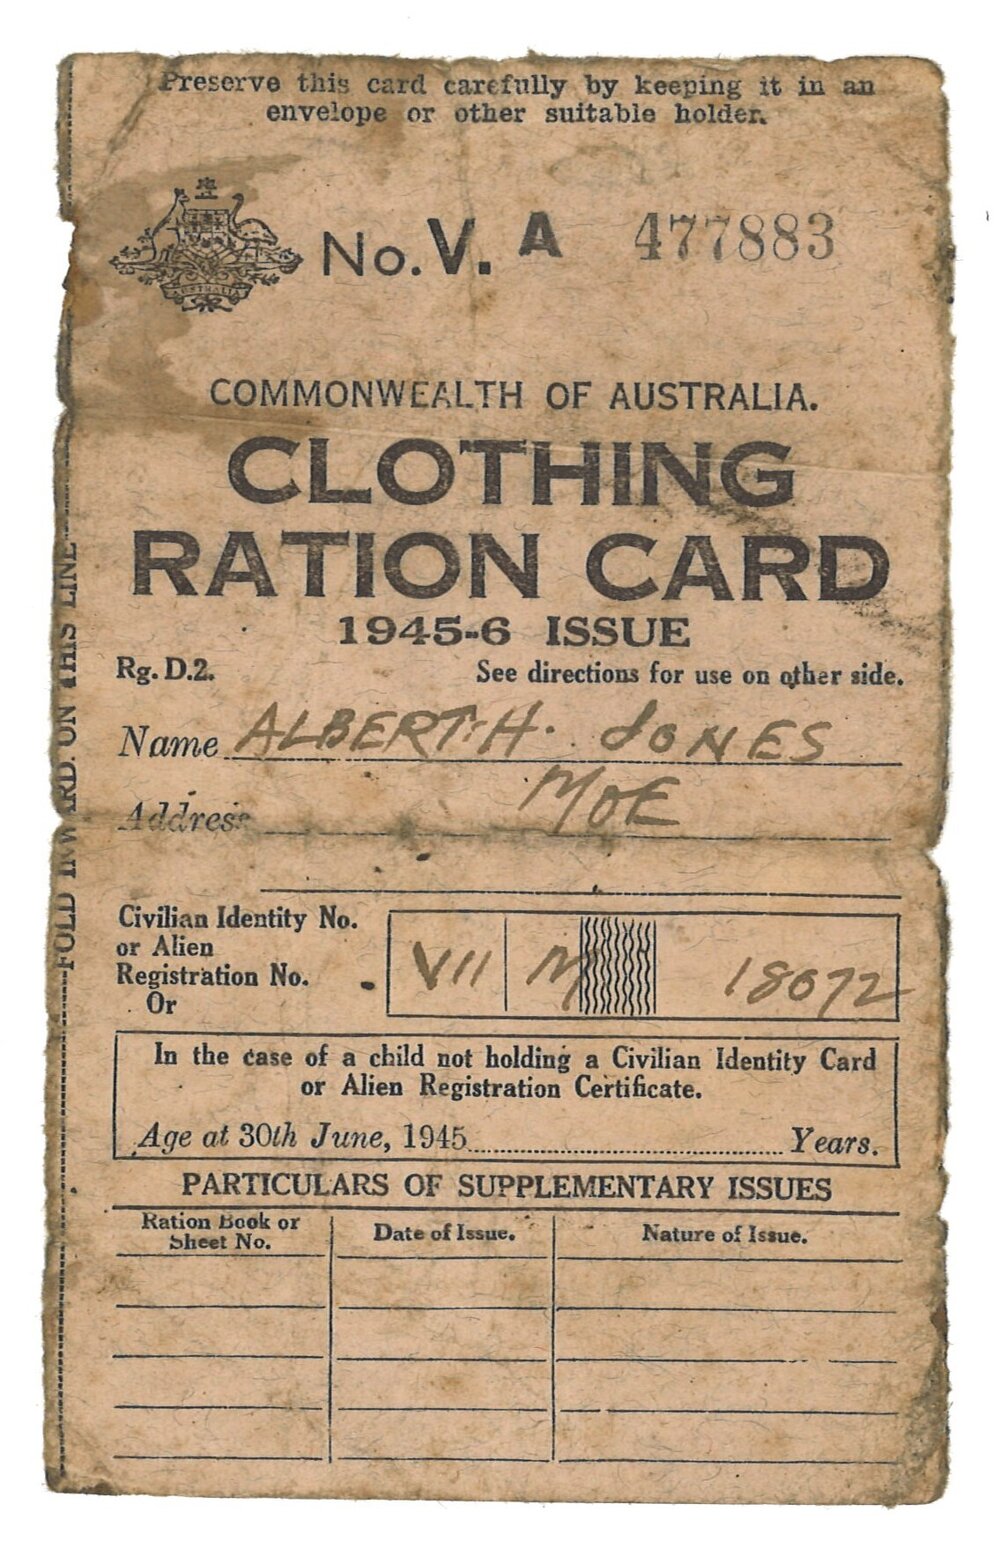 Preserve this card carefully by keeping it in an
envelope or other suitable holder.
AUSTRALIA
No. V. A 477883
COMMONWEALTH OF AUSTRALIA.
CLOTHING
RATION CARD
1945-6 ISSUE
Rg. D.2. See directions for use on other side.
Name ALBERT H. JONES
Address MOE
Civilian Identity No.
or Alien
Registration No.
Or
VII M 18072
In the case of a child not holding a Civilian Identity Card
or Alien Registration Certificate.
Age at 30th June, 1945 Years.
PARTICULARS OF SUPPLEMENTARY ISSUES
Ration Book or
Sheet No.
Date of Issue.
Nature of Issue.
FOLD INWARD. ON THIS LINE